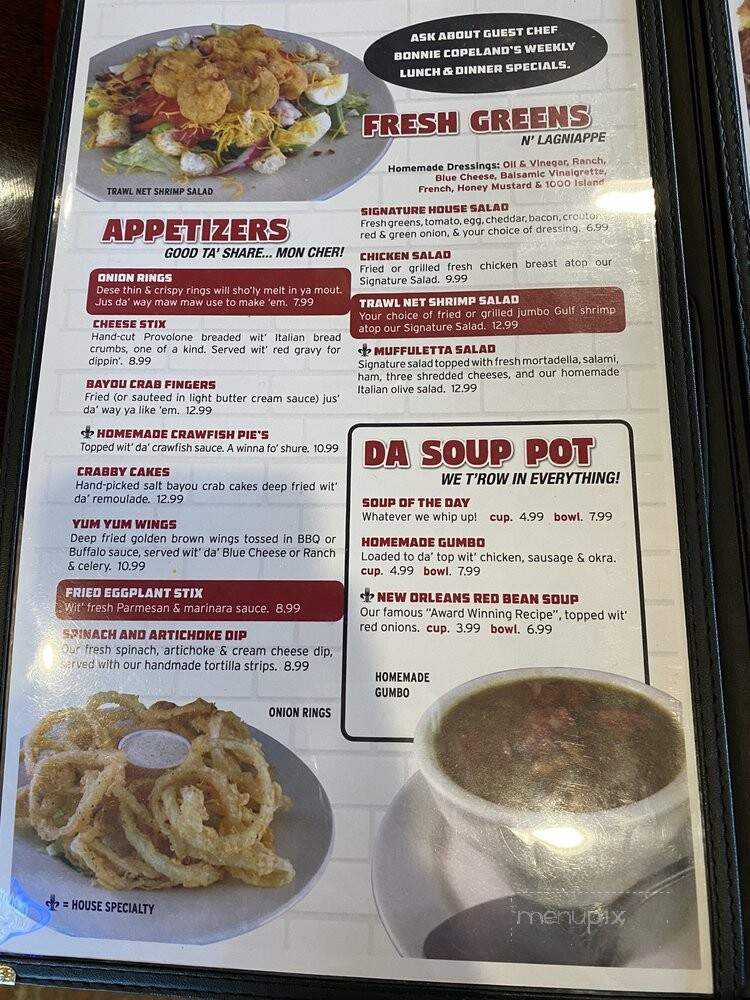 ASK ABOUT GUEST CHEF
BONNIE COPELAND'S WEEKLY
LUNCH & DINNER SPECIALS.
TRAWL NET SHRIMP SALAD
APPETIZERS
GOOD TA' SHARE... MON CHER!
ONION RINGS
Dese thin & crispy rings will sho'ly melt in ya mout.
Jus da' way maw maw use to make 'em. 7.99
CHEESE STIX
Hand-cut Provolone breaded wit' Italian bread
crumbs, one of a kind. Served wit' red gravy for
dippin'. 8.99
BAYOU CRAB FINGERS
Fried (or sauteed in light butter cream sauce) jus'
da' way ya like 'em. 12.99
HOMEMADE CRAWFISH PIE'S
Topped wit' da' crawfish sauce. A winna fo' shure. 10.99
CRABBY CAKES
Hand-picked salt bayou crab cakes deep fried wit'
da' remoulade. 12.99
YUM YUM WINGS
Deep fried golden brown wings tossed in BBQ or
Buffalo sauce, served wit' da' Blue Cheese or Ranch
& celery. 10.99
FRIED EGGPLANT STIX
Wit' fresh Parmesan & marinara sauce. 8.99
SPINACH AND ARTICHOKE DIP
Our fresh spinach, artichoke & cream cheese dip,
served with our handmade tortilla strips. 8.99
ONION RINGS
= HOUSE SPECIALTY
FRESH GREENS
N' LAGNIAPPE
Homemade Dressings: Oil & Vinegar, Ranch,
Blue Cheese, Balsamic Vinaigrette,
French, Honey Mustard & 1000 Island
SIGNATURE HOUSE SALAD
Fresh greens, tomato, egg, cheddar, bacon, crouton,
red & green onion, & your choice of dressing. 6.99
CHICKEN SALAD
Fried or grilled fresh chicken breast atop our
Signature Salad. 9.99
TRAWL NET SHRIMP SALAD
Your choice of fried or grilled jumbo Gulf shrimp
atop our Signature Salad. 12.99
MUFFULETTA SALAD
Signature salad topped with fresh mortadella, salami,
ham, three shredded cheeses, and our homemade
Italian olive salad. 12.99
DA SOUP POT
WE T'ROW IN EVERYTHING!
SOUP OF THE DAY
Whatever we whip up! cup. 4.99 bowl. 7.99
HOMEMADE GUMBO
Loaded to da' top wit' chicken, sausage & okra.
cup. 4.99 bowl. 7.99
NEW ORLEANS RED BEAN SOUP
Our famous "Award Winning Recipe", topped wit'
red onions. cup. 3.99 bowl. 6.99
HOMEMADE
GUMBO
menupix